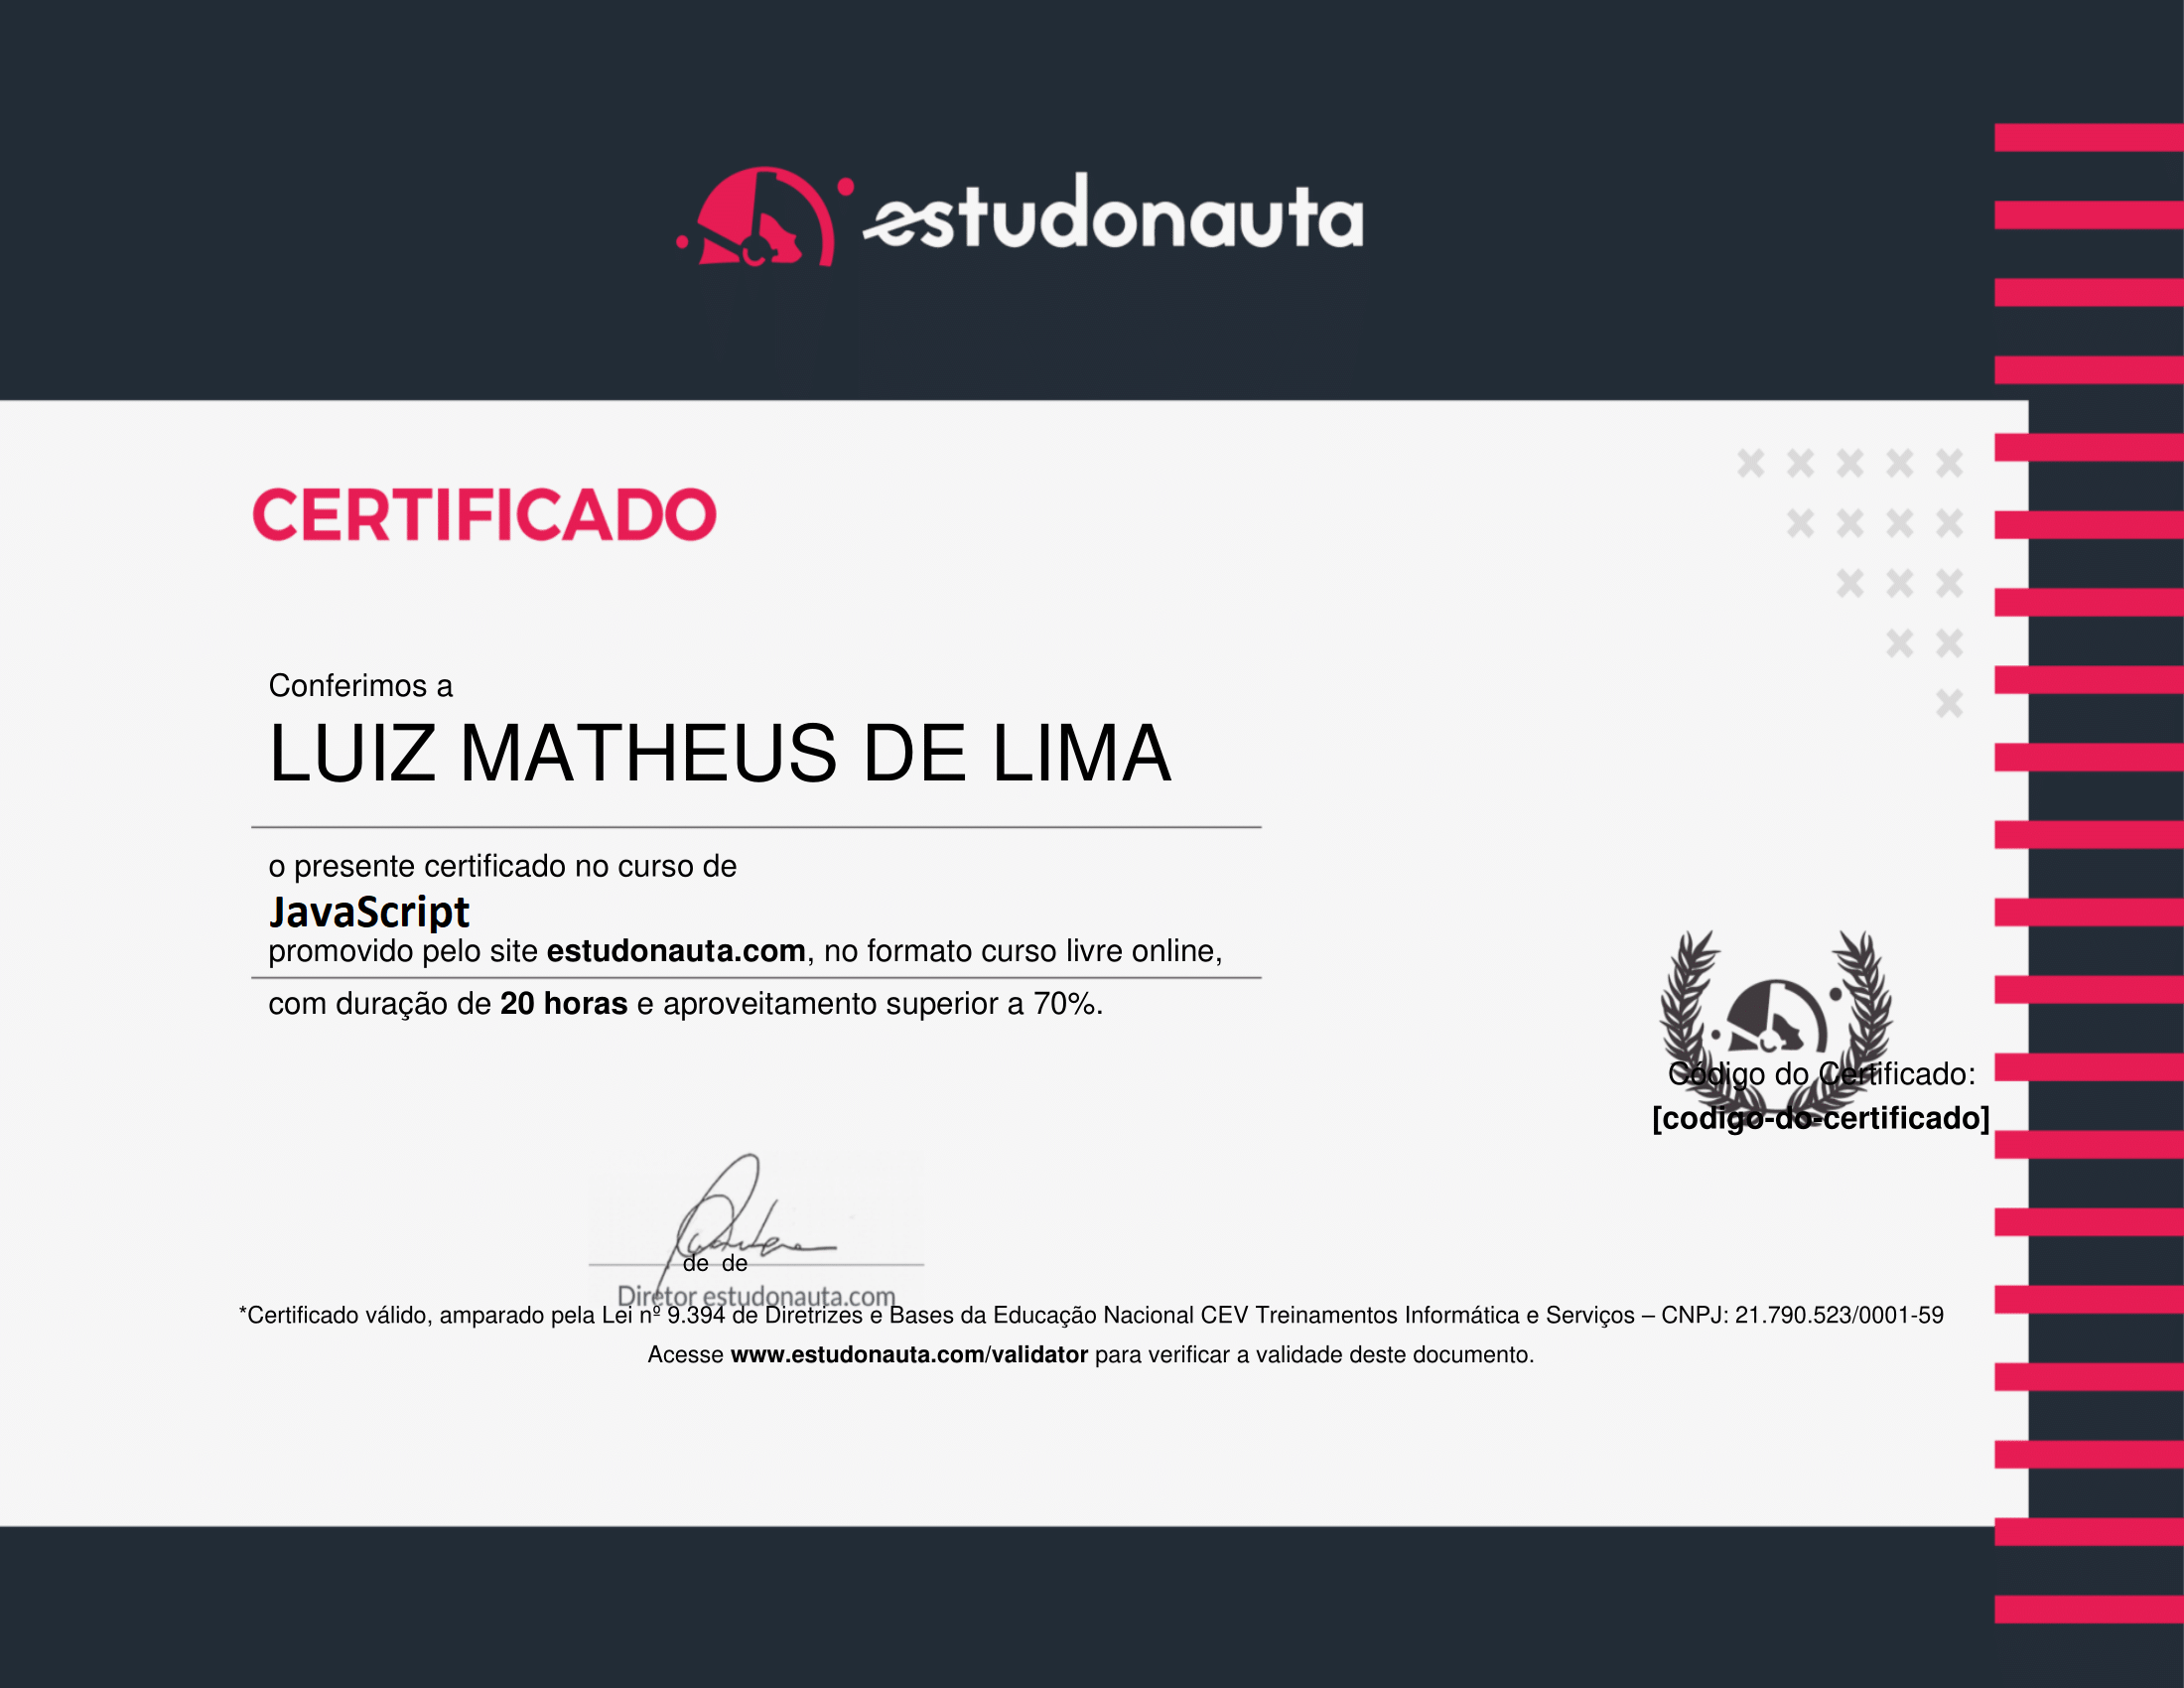 estudonauta
CERTIFICADO
Conferimos a
LUIZ MATHEUS DE LIMA
o presente certificado no curso de
JavaScript
promovido pelo site estudonauta.com, no formato curso livre online,
com duração de 20 horas e aproveitamento superior a 70%.
Código do Certificado:
[codigo-do-certificado]
de de
Diretor estudonauta.com
*Certificado válido, amparado pela Lei nº 9.394 de Diretrizes e Bases da Educação Nacional CEV Treinamentos Informática e Serviços – CNPJ: 21.790.523/0001-59
Acesse www.estudonauta.com/validator para verificar a validade deste documento.